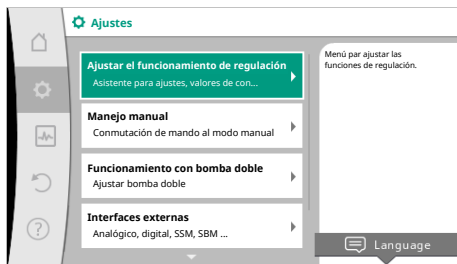 Ajustes
Ajustar el funcionamiento de regulación
Asistente para ajustes, valores de con...
Manejo manual
Conmutación de mando al modo manual
Funcionamiento con bomba doble
Ajustar bomba doble
Interfaces externas
Analógico, digital, SSM, SBM ...
Menú par ajustar las
funciones de regulación.
Language